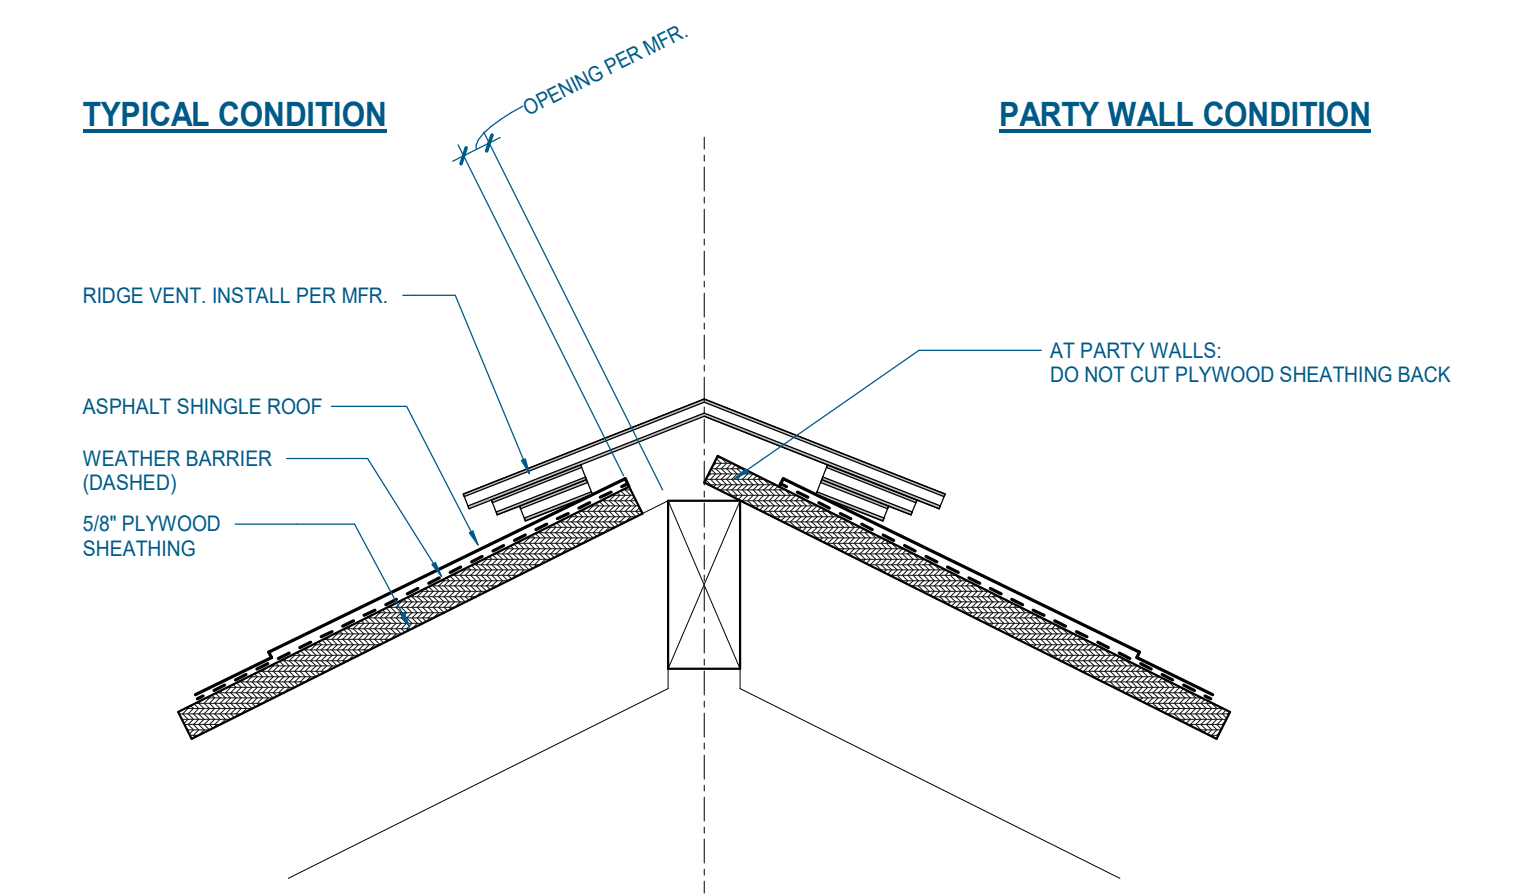 OPENING PER MFR.
TYPICAL CONDITION
PARTY WALL CONDITION
RIDGE VENT. INSTALL PER MFR.
AT PARTY WALLS:
DO NOT CUT PLYWOOD SHEATHING BACK
ASPHALT SHINGLE ROOF
WEATHER BARRIER
(DASHED)
5/8" PLYWOOD
SHEATHING